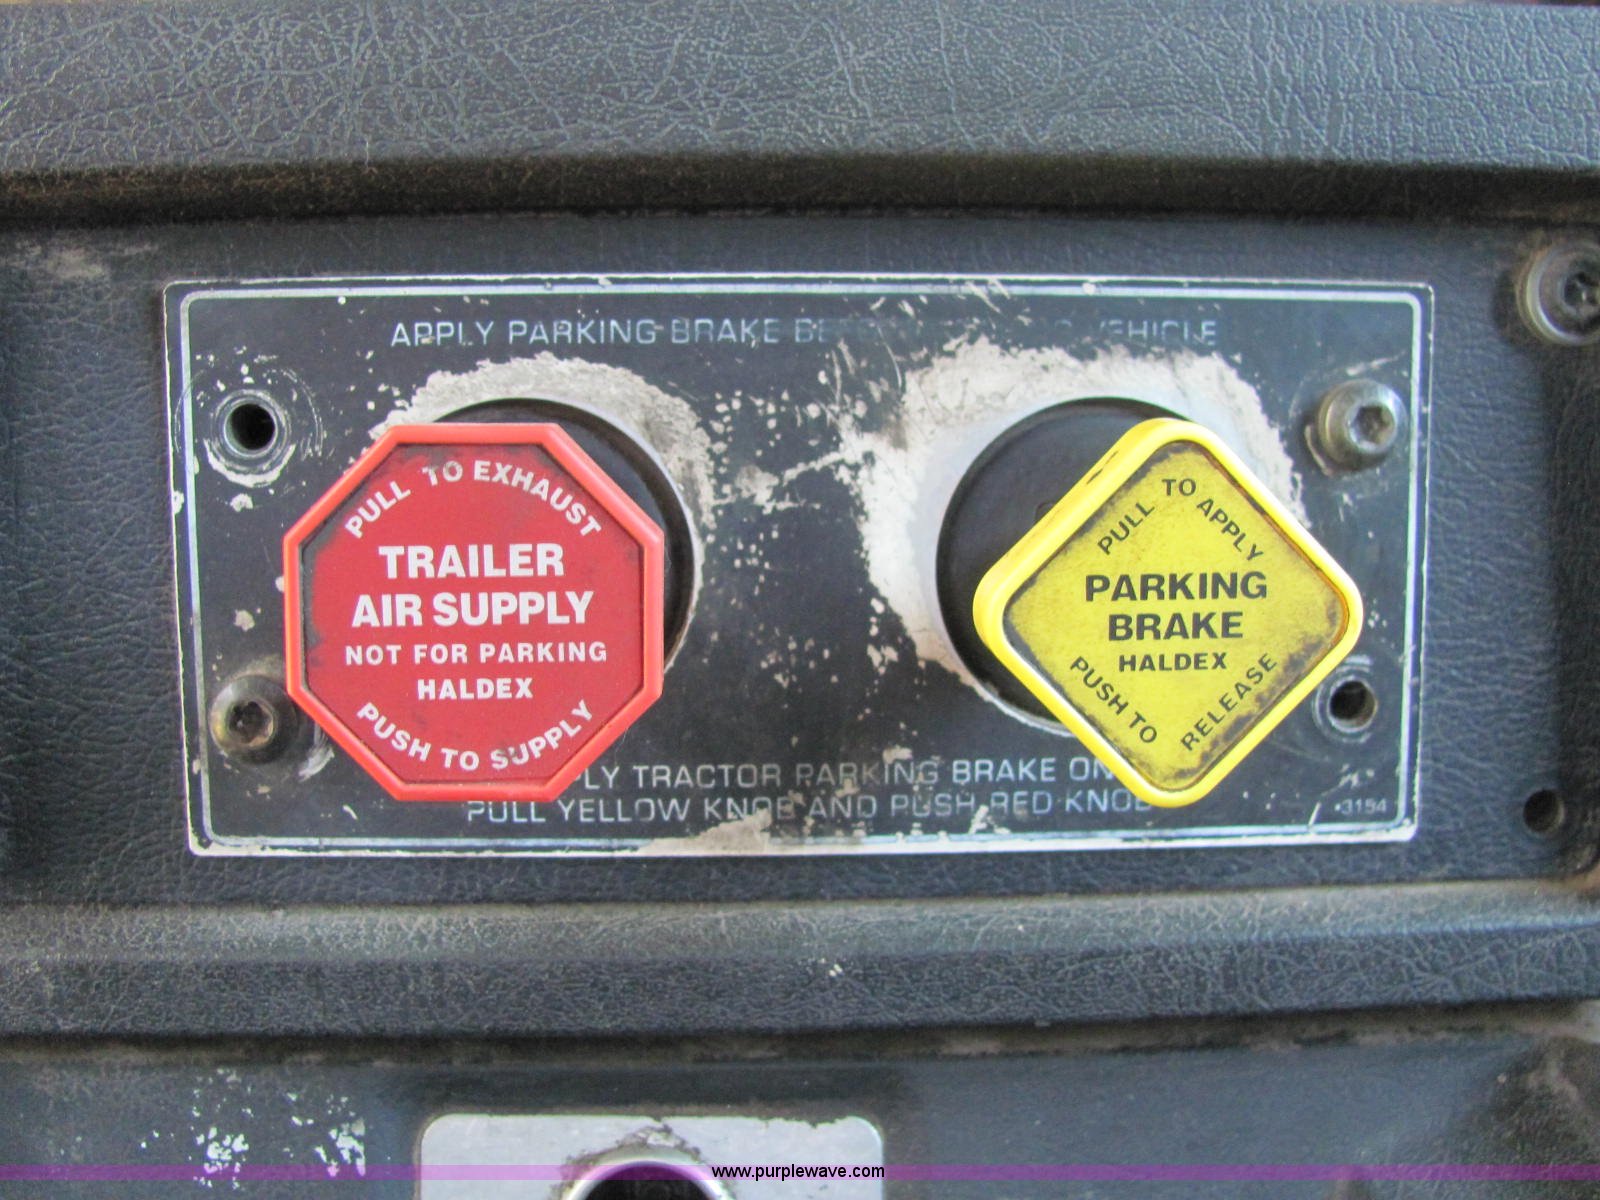 APPLY PARKING BRAKE VEHICLE
PULL TO EXHAUST
TRAILER
AIR SUPPLY
NOT FOR PARKING
HALDEX
PUSH TO SUPPLY
PULL TO APPLY
PARKING
BRAKE
HALDEX
PUSH TO RELEASE
TRACTOR PARKING BRAKE
PULL YELLOW KNOB AND PUSH RED KNOB
3154
www.purplewave.com